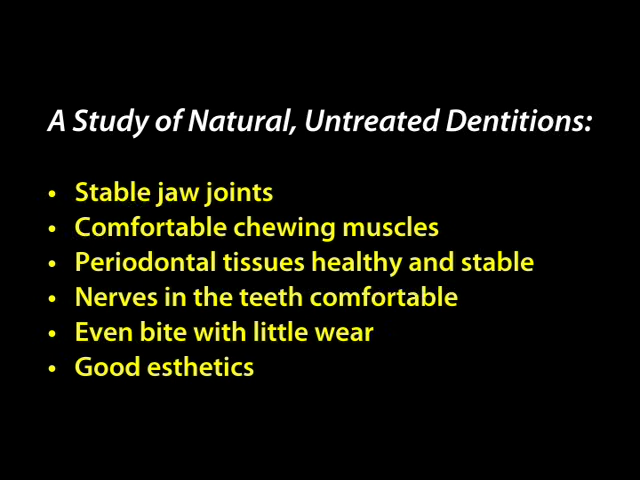 A Study of Natural, Untreated Dentitions:
• Stable jaw joints
• Comfortable chewing muscles
• Periodontal tissues healthy and stable
• Nerves in the teeth comfortable
• Even bite with little wear
• Good esthetics